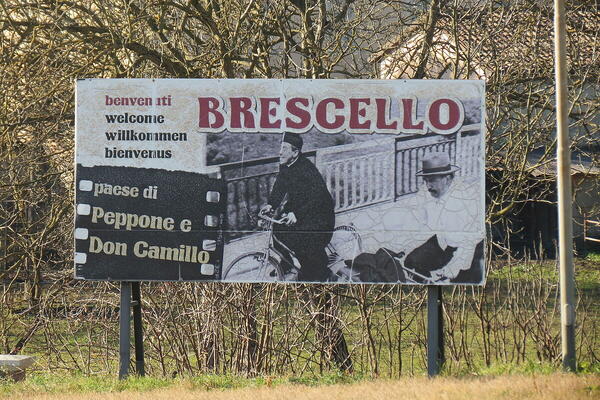 benvenuti
welcome
willkommen
bienvenus
BRESCELLO
paese di
Peppone e
Don Camillo